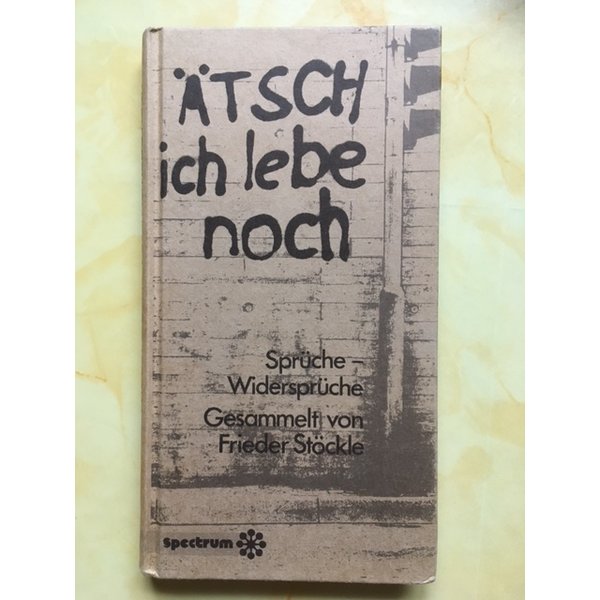 ÄTSCH
ich lebe
noch
Sprüche –
Widersprüche
Gesammelt von
Frieder Stöckle
spectrum